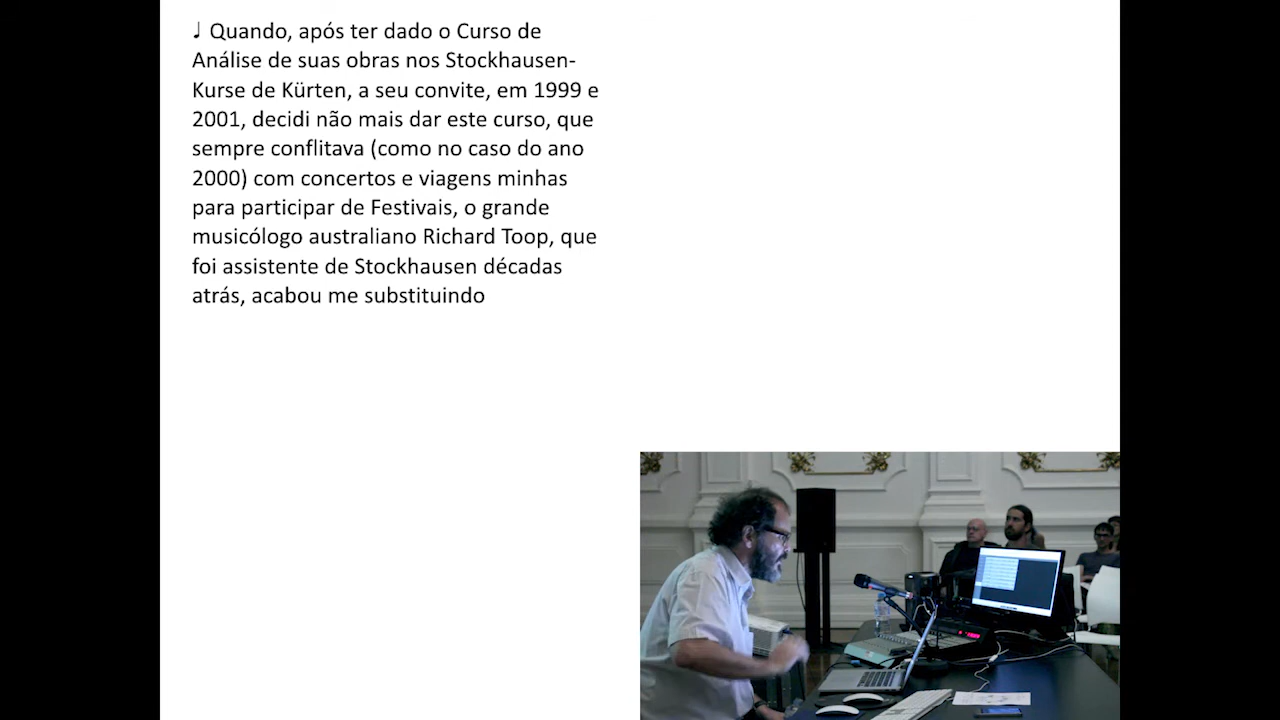 ♩ Quando, após ter dado o Curso de
Análise de suas obras nos Stockhausen-
Kurse de Kürten, a seu convite, em 1999 e
2001, decidi não mais dar este curso, que
sempre conflitava (como no caso do ano
2000) com concertos e viagens minhas
para participar de Festivais, o grande
musicólogo australiano Richard Toop, que
foi assistente de Stockhausen décadas
atrás, acabou me substituindo